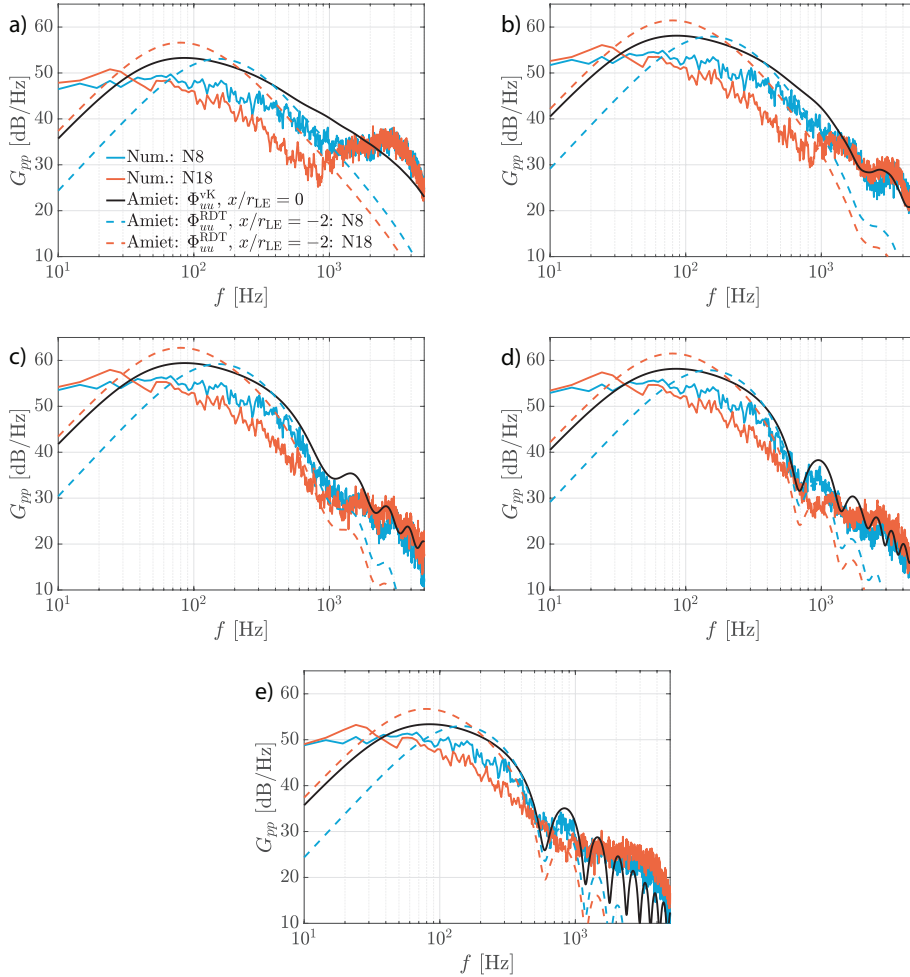 a)
60
50
40
30
20
10
G_pp [dB/Hz]
Num.: N8
Num.: N18
Amiet: Φ_uu^vK, x/r_LE = 0
Amiet: Φ_uu^RDT, x/r_LE = −2: N8
Amiet: Φ_uu^RDT, x/r_LE = −2: N18
10^1
10^2
10^3
f [Hz]
b)
60
50
40
30
20
10
G_pp [dB/Hz]
10^1
10^2
10^3
f [Hz]
c)
60
50
40
30
20
10
G_pp [dB/Hz]
10^1
10^2
10^3
f [Hz]
d)
60
50
40
30
20
10
G_pp [dB/Hz]
10^1
10^2
10^3
f [Hz]
e)
60
50
40
30
20
10
G_pp [dB/Hz]
10^1
10^2
10^3
f [Hz]